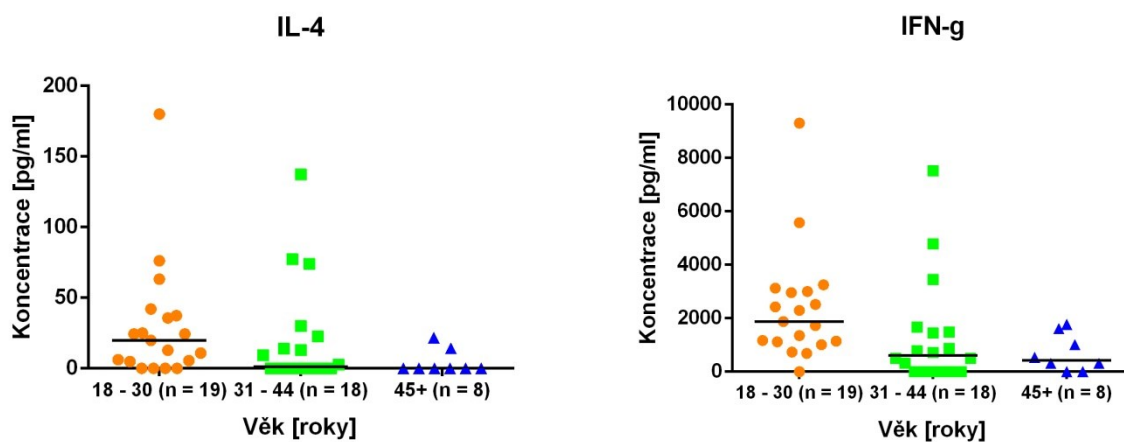 IL-4
Koncentrace [pg/ml]
200
150
100
50
0
18 - 30 (n = 19) 31 - 44 (n = 18) 45+ (n = 8)
Věk [roky]
IFN-g
Koncentrace [pg/ml]
10000
8000
6000
4000
2000
0
18 - 30 (n = 19) 31 - 44 (n = 18) 45+ (n = 8)
Věk [roky]